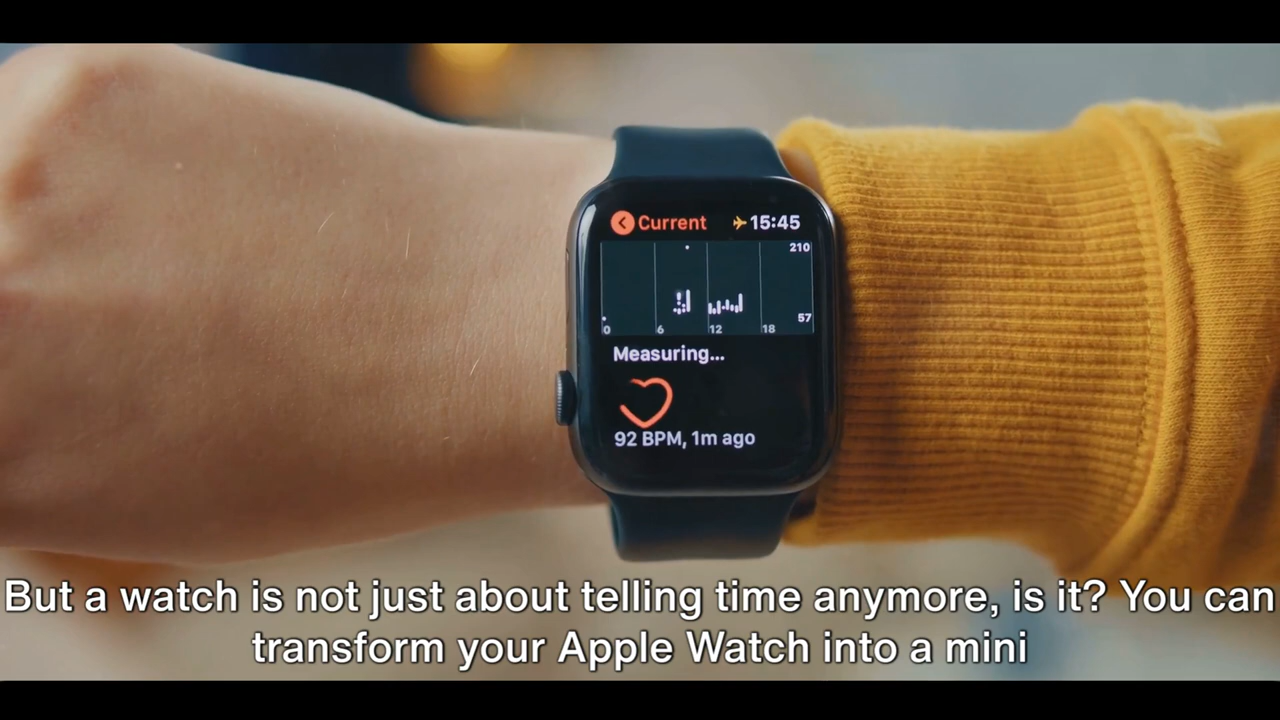 Current 15:45
210
57
0 6 12 18
Measuring...
92 BPM, 1m ago
But a watch is not just about telling time anymore, is it? You can
transform your Apple Watch into a mini